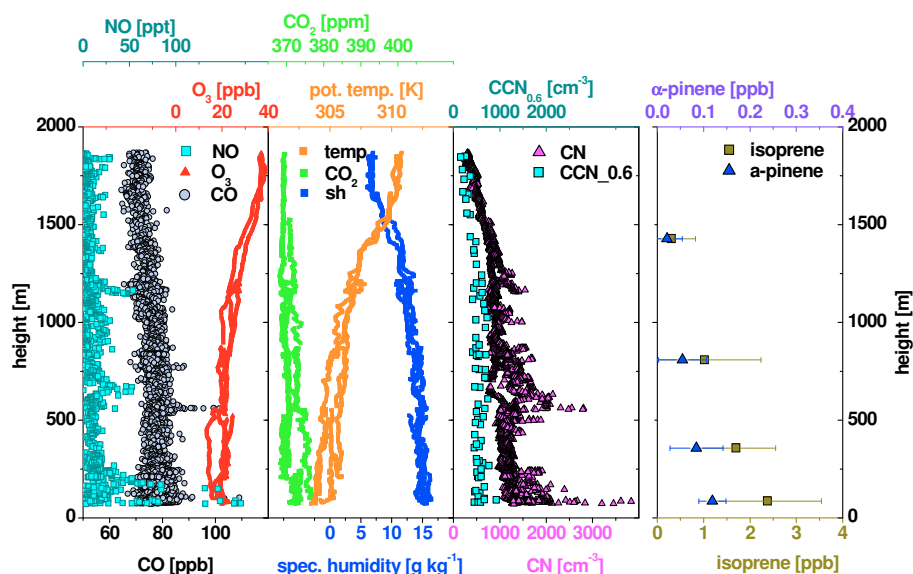 NO [ppt]
0 50 100
CO2 [ppm]
370 380 390 400
O3 [ppb]
0 20 40
pot. temp. [K]
305 310
CCN0.6 [cm-3]
0 1000 2000 3000
α-pinene [ppb]
0.0 0.1 0.2 0.3 0.4
2000
1500
1000
500
0
height [m]
NO
O3
CO
temp
CO2
sh
CN
CCN_0.6
isoprene
a-pinene
2000
1500
1000
500
0
height [m]
60 80 100
CO [ppb]
0 5 10 15
spec. humidity [g kg-1]
0 1000 2000 3000
CN [cm-3]
0 1 2 3 4
isoprene [ppb]